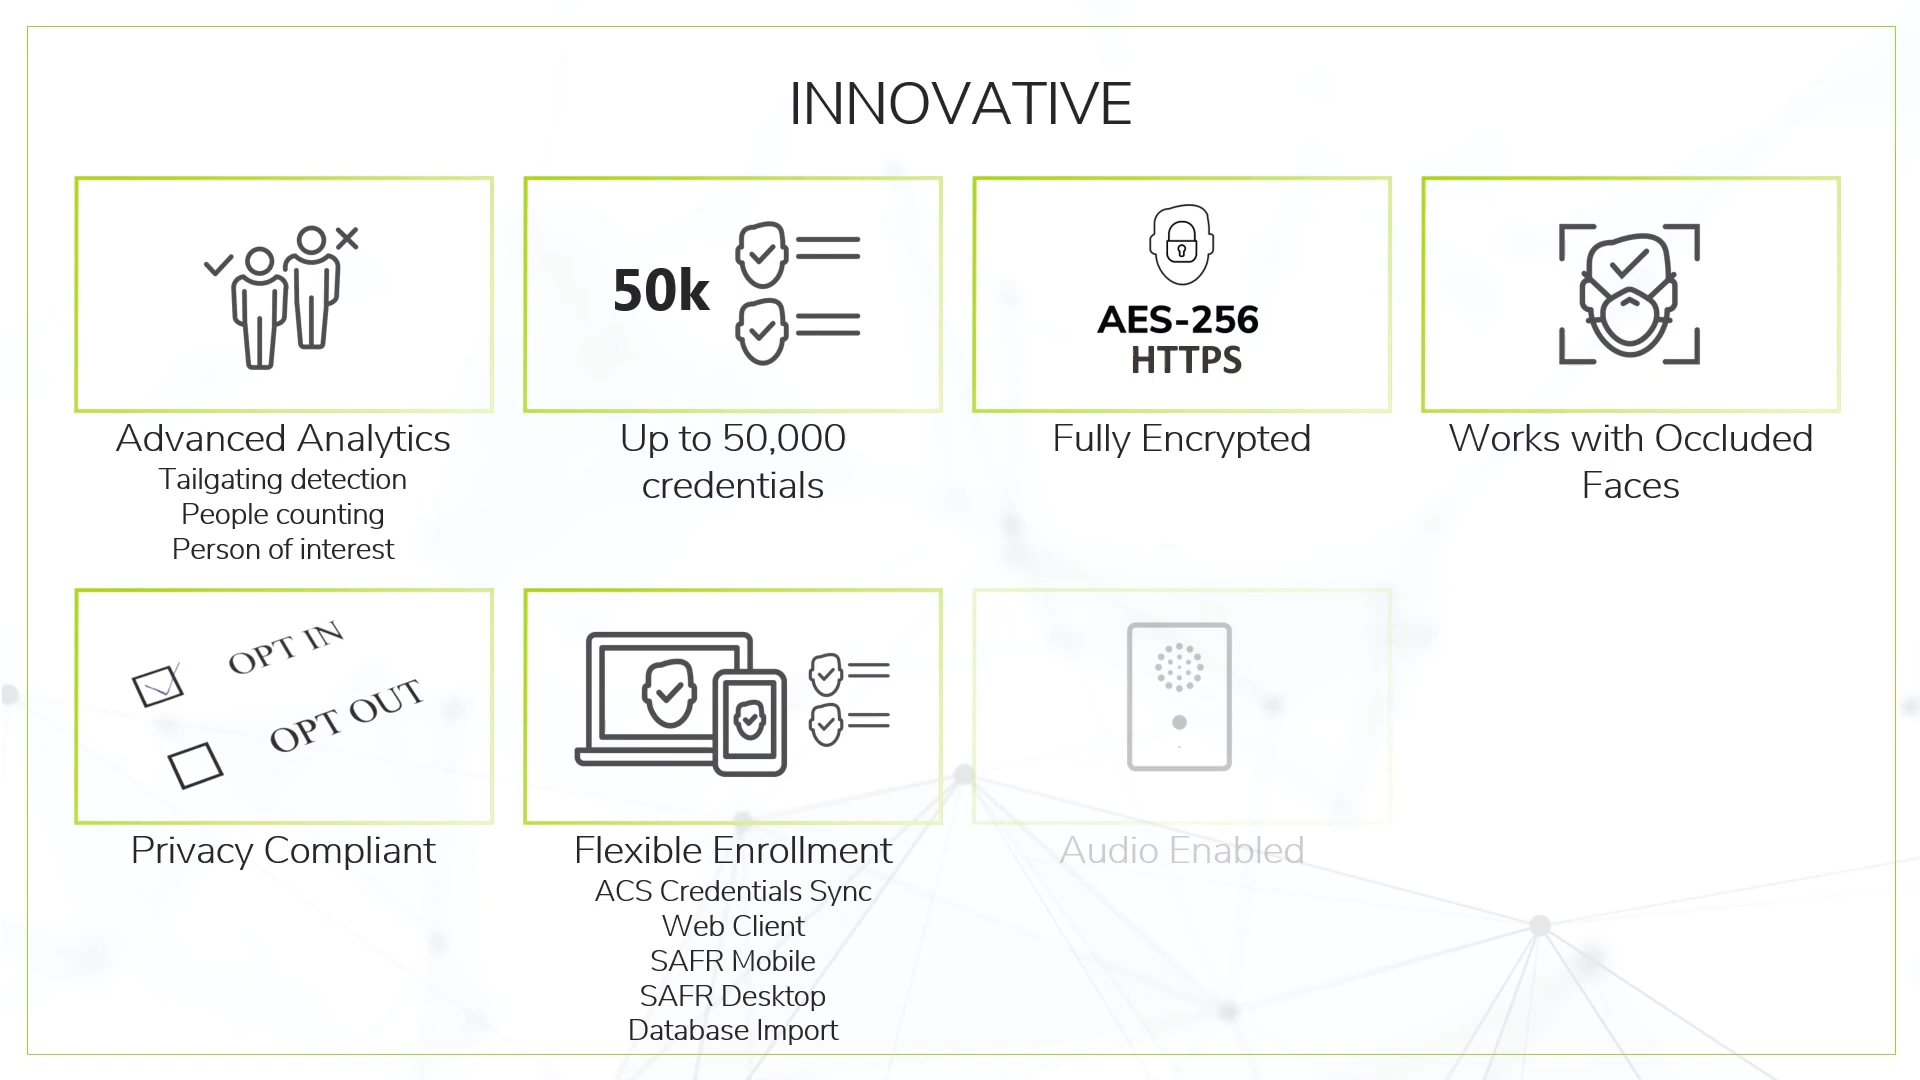 INNOVATIVE
50k
AES-256
HTTPS
Advanced Analytics
Tailgating detection
People counting
Person of interest
Up to 50,000
credentials
Fully Encrypted
Works with Occluded
Faces
OPT IN
OPT OUT
Privacy Compliant
Flexible Enrollment
ACS Credentials Sync
Web Client
SAFR Mobile
SAFR Desktop
Database Import
Audio Enabled